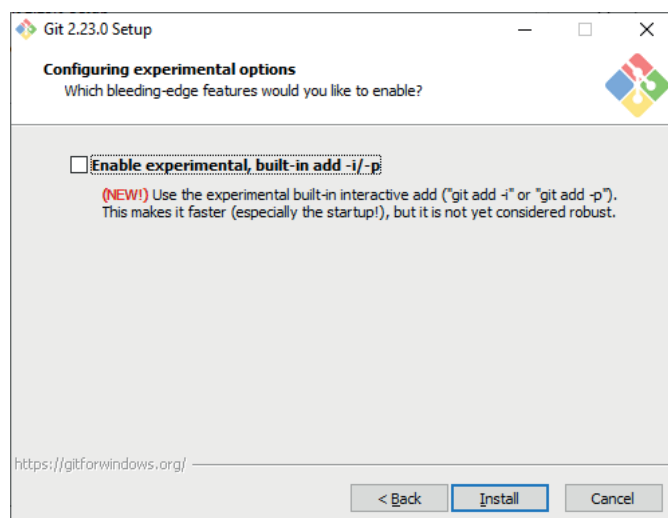 Git 2.23.0 Setup
Configuring experimental options
Which bleeding-edge features would you like to enable?
Enable experimental, built-in add -i/-p
(NEW!) Use the experimental built-in interactive add ("git add -i" or "git add -p").
This makes it faster (especially the startup!), but it is not yet considered robust.
https://gitforwindows.org/
< Back
Install
Cancel